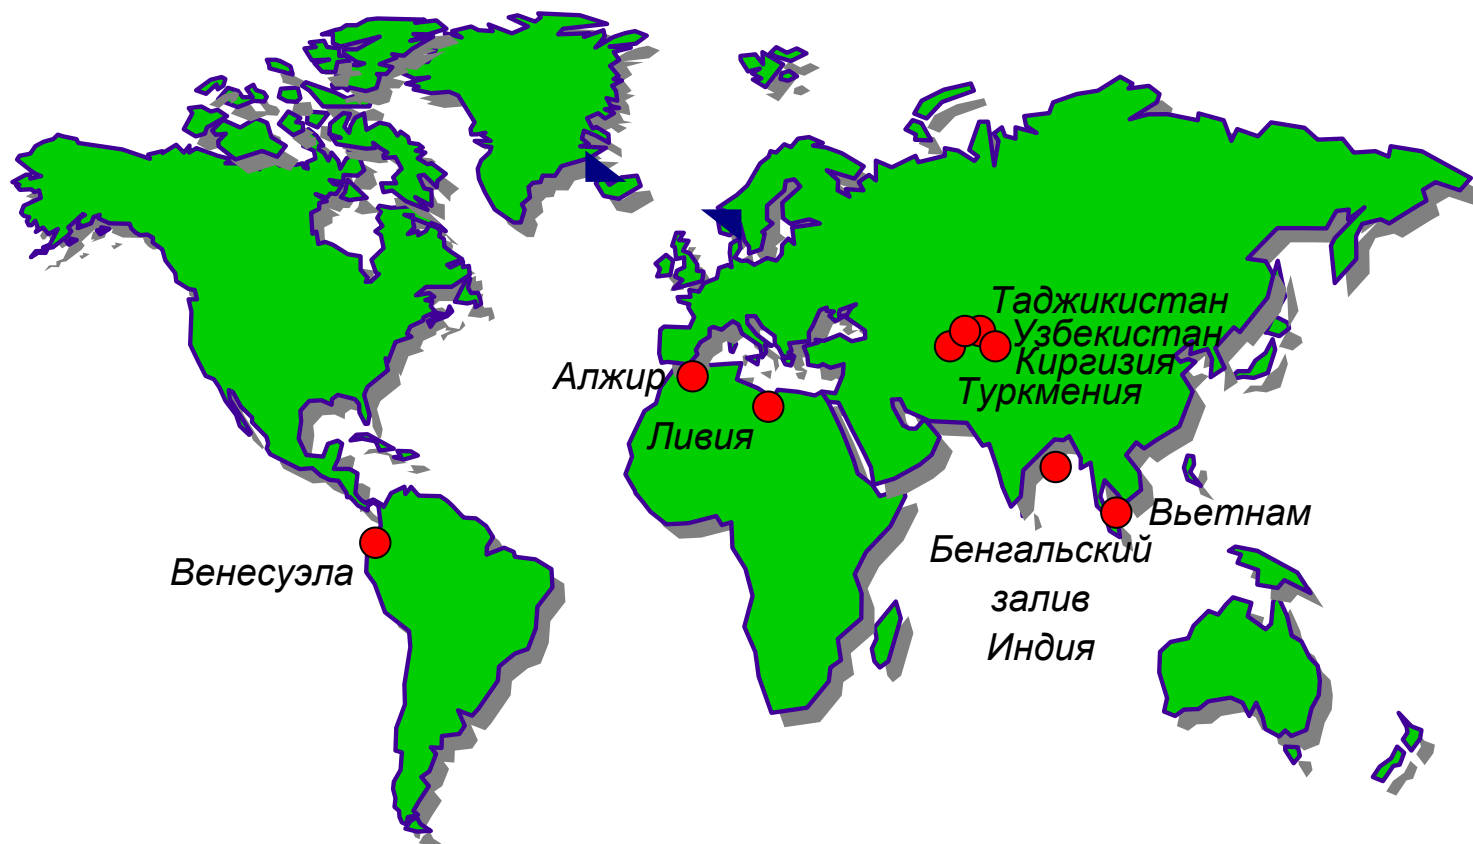 Таджикистан
Узбекистан
Киргизия
Туркмения
Алжир
Ливия
Вьетнам
Бенгальский
залив
Индия
Венесуэла